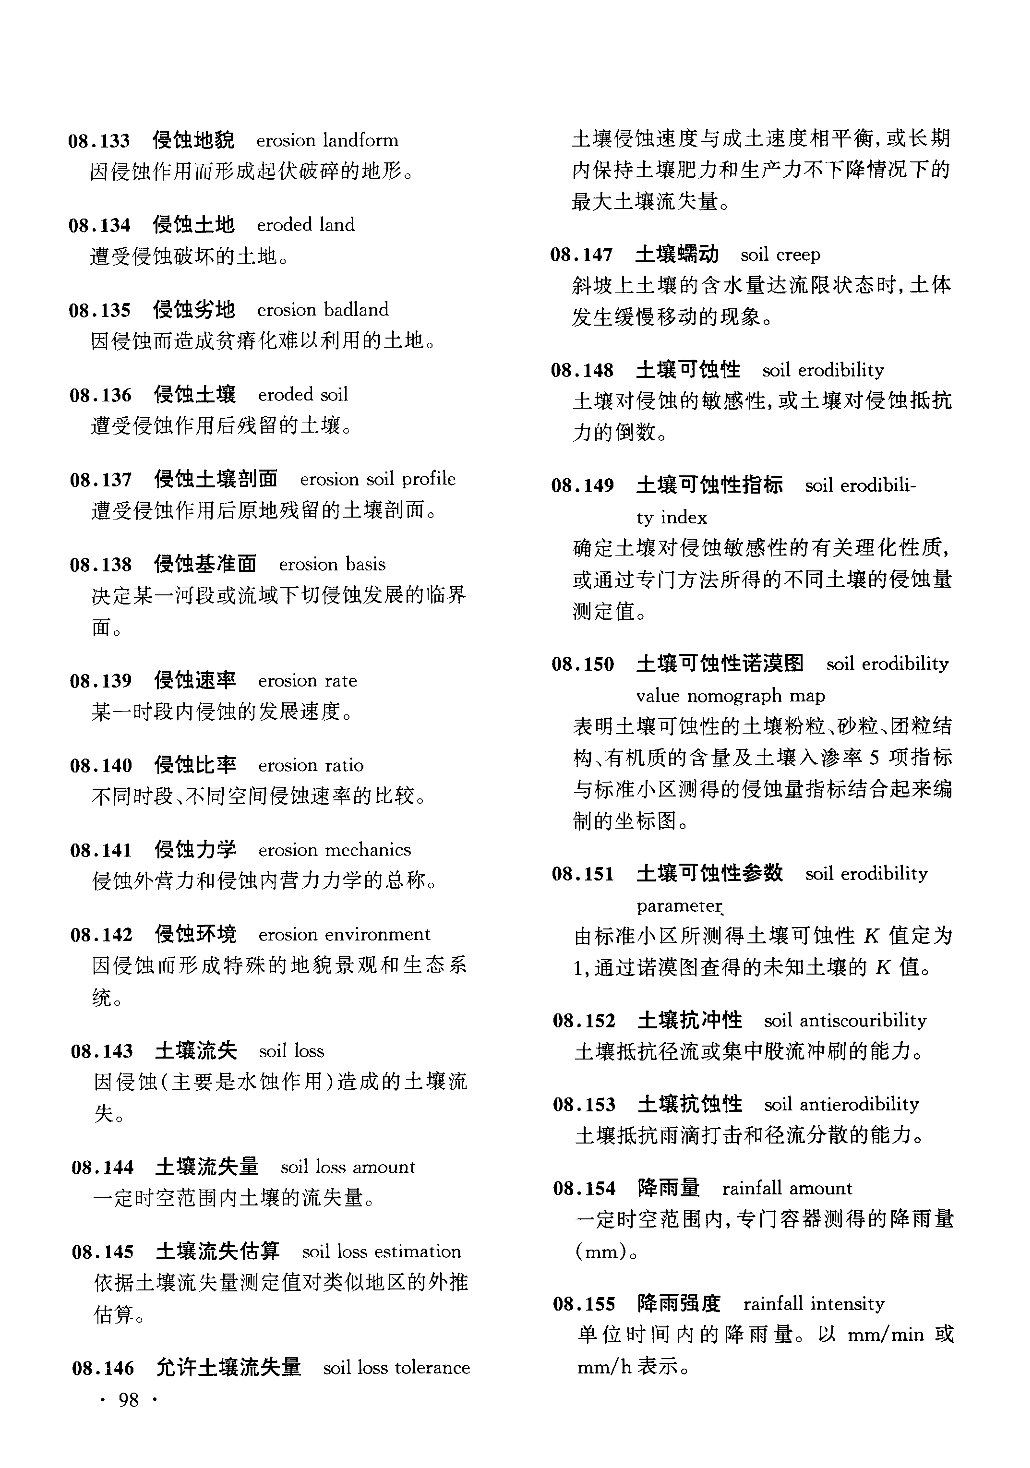 08.133 侵蚀地貌 erosion landform
因侵蚀作用而形成起伏破碎的地形。
08.134 侵蚀土地 eroded land
遭受侵蚀破坏的土地。
08.135 侵蚀劣地 erosion badland
因侵蚀而造成贫瘠化难以利用的土地。
08.136 侵蚀土壤 eroded soil
遭受侵蚀作用后残留的土壤。
08.137 侵蚀土壤剖面 erosion soil profile
遭受侵蚀作用后原地残留的土壤剖面。
08.138 侵蚀基准面 erosion basis
决定某一河段或流域下切侵蚀发展的临界
面。
08.139 侵蚀速率 erosion rate
某一时段内侵蚀的发展速度。
08.140 侵蚀比率 erosion ratio
不同时段、不同空间侵蚀速率的比较。
08.141 侵蚀力学 erosion mechanics
侵蚀外营力和侵蚀内营力力学的总称。
08.142 侵蚀环境 erosion environment
因侵蚀而形成特殊的地貌景观和生态系
统。
08.143 土壤流失 soil loss
因侵蚀(主要是水蚀作用)造成的土壤流
失。
08.144 土壤流失量 soil loss amount
一定时空范围内土壤的流失量。
08.145 土壤流失估算 soil loss estimation
依据土壤流失量测定值对类似地区的外推
估算。
08.146 允许土壤流失量 soil loss tolerance
土壤侵蚀速度与成土速度相平衡,或长期
内保持土壤肥力和生产力不下降情况下的
最大土壤流失量。
08.147 土壤蠕动 soil creep
斜坡上土壤的含水量达流限状态时,土体
发生缓慢移动的现象。
08.148 土壤可蚀性 soil erodibility
土壤对侵蚀的敏感性,或土壤对侵蚀抵抗
力的倒数。
08.149 土壤可蚀性指标 soil erodibili-
ty index
确定土壤对侵蚀敏感性的有关理化性质,
或通过专门方法所得的不同土壤的侵蚀量
测定值。
08.150 土壤可蚀性诺漠图 soil erodibility
value nomograph map
表明土壤可蚀性的土壤粉粒、砂粒、团粒结
构、有机质的含量及土壤入渗率 5 项指标
与标准小区测得的侵蚀量指标结合起来编
制的坐标图。
08.151 土壤可蚀性参数 soil erodibility
parameter
由标准小区所测得土壤可蚀性 K 值定为
1,通过诺漠图查得的未知土壤的 K 值。
08.152 土壤抗冲性 soil antiscouribility
土壤抵抗径流或集中股流冲刷的能力。
08.153 土壤抗蚀性 soil antierodibility
土壤抵抗雨滴打击和径流分散的能力。
08.154 降雨量 rainfall amount
一定时空范围内,专门容器测得的降雨量
(mm)。
08.155 降雨强度 rainfall intensity
单位时间内的降雨量。以 mm/min 或
mm/h 表示。
· 98 ·